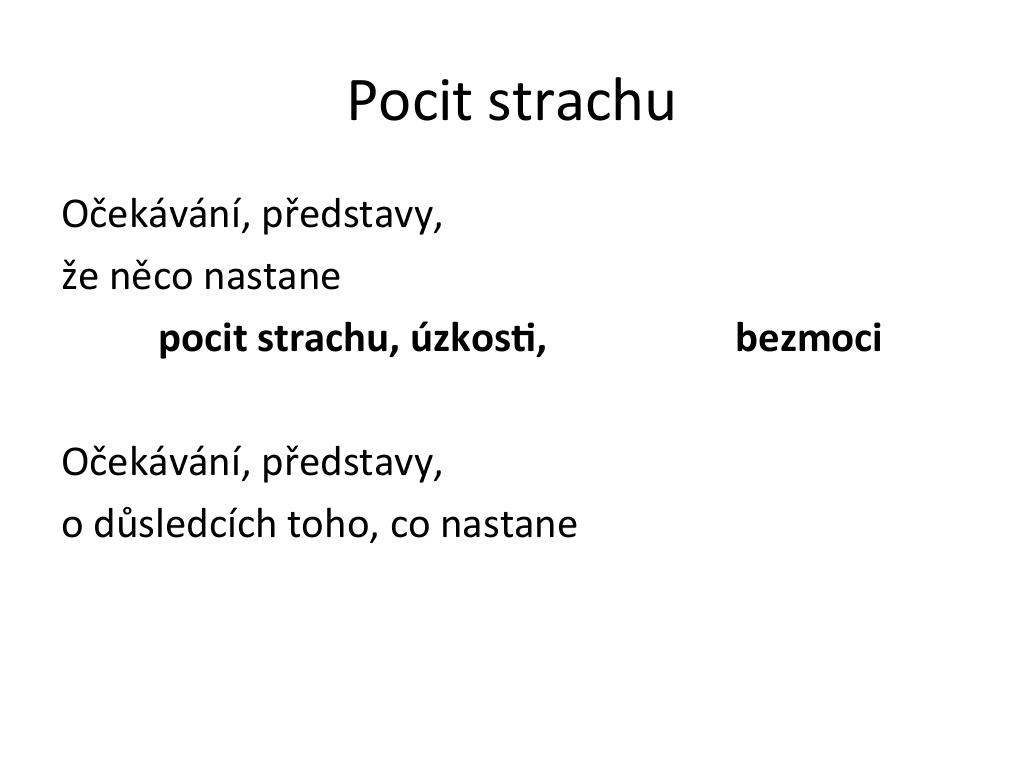 Pocit strachu
Očekávání, představy,
že něco nastane
pocit strachu, úzkosti, bezmoci
Očekávání, představy,
o důsledcích toho, co nastane